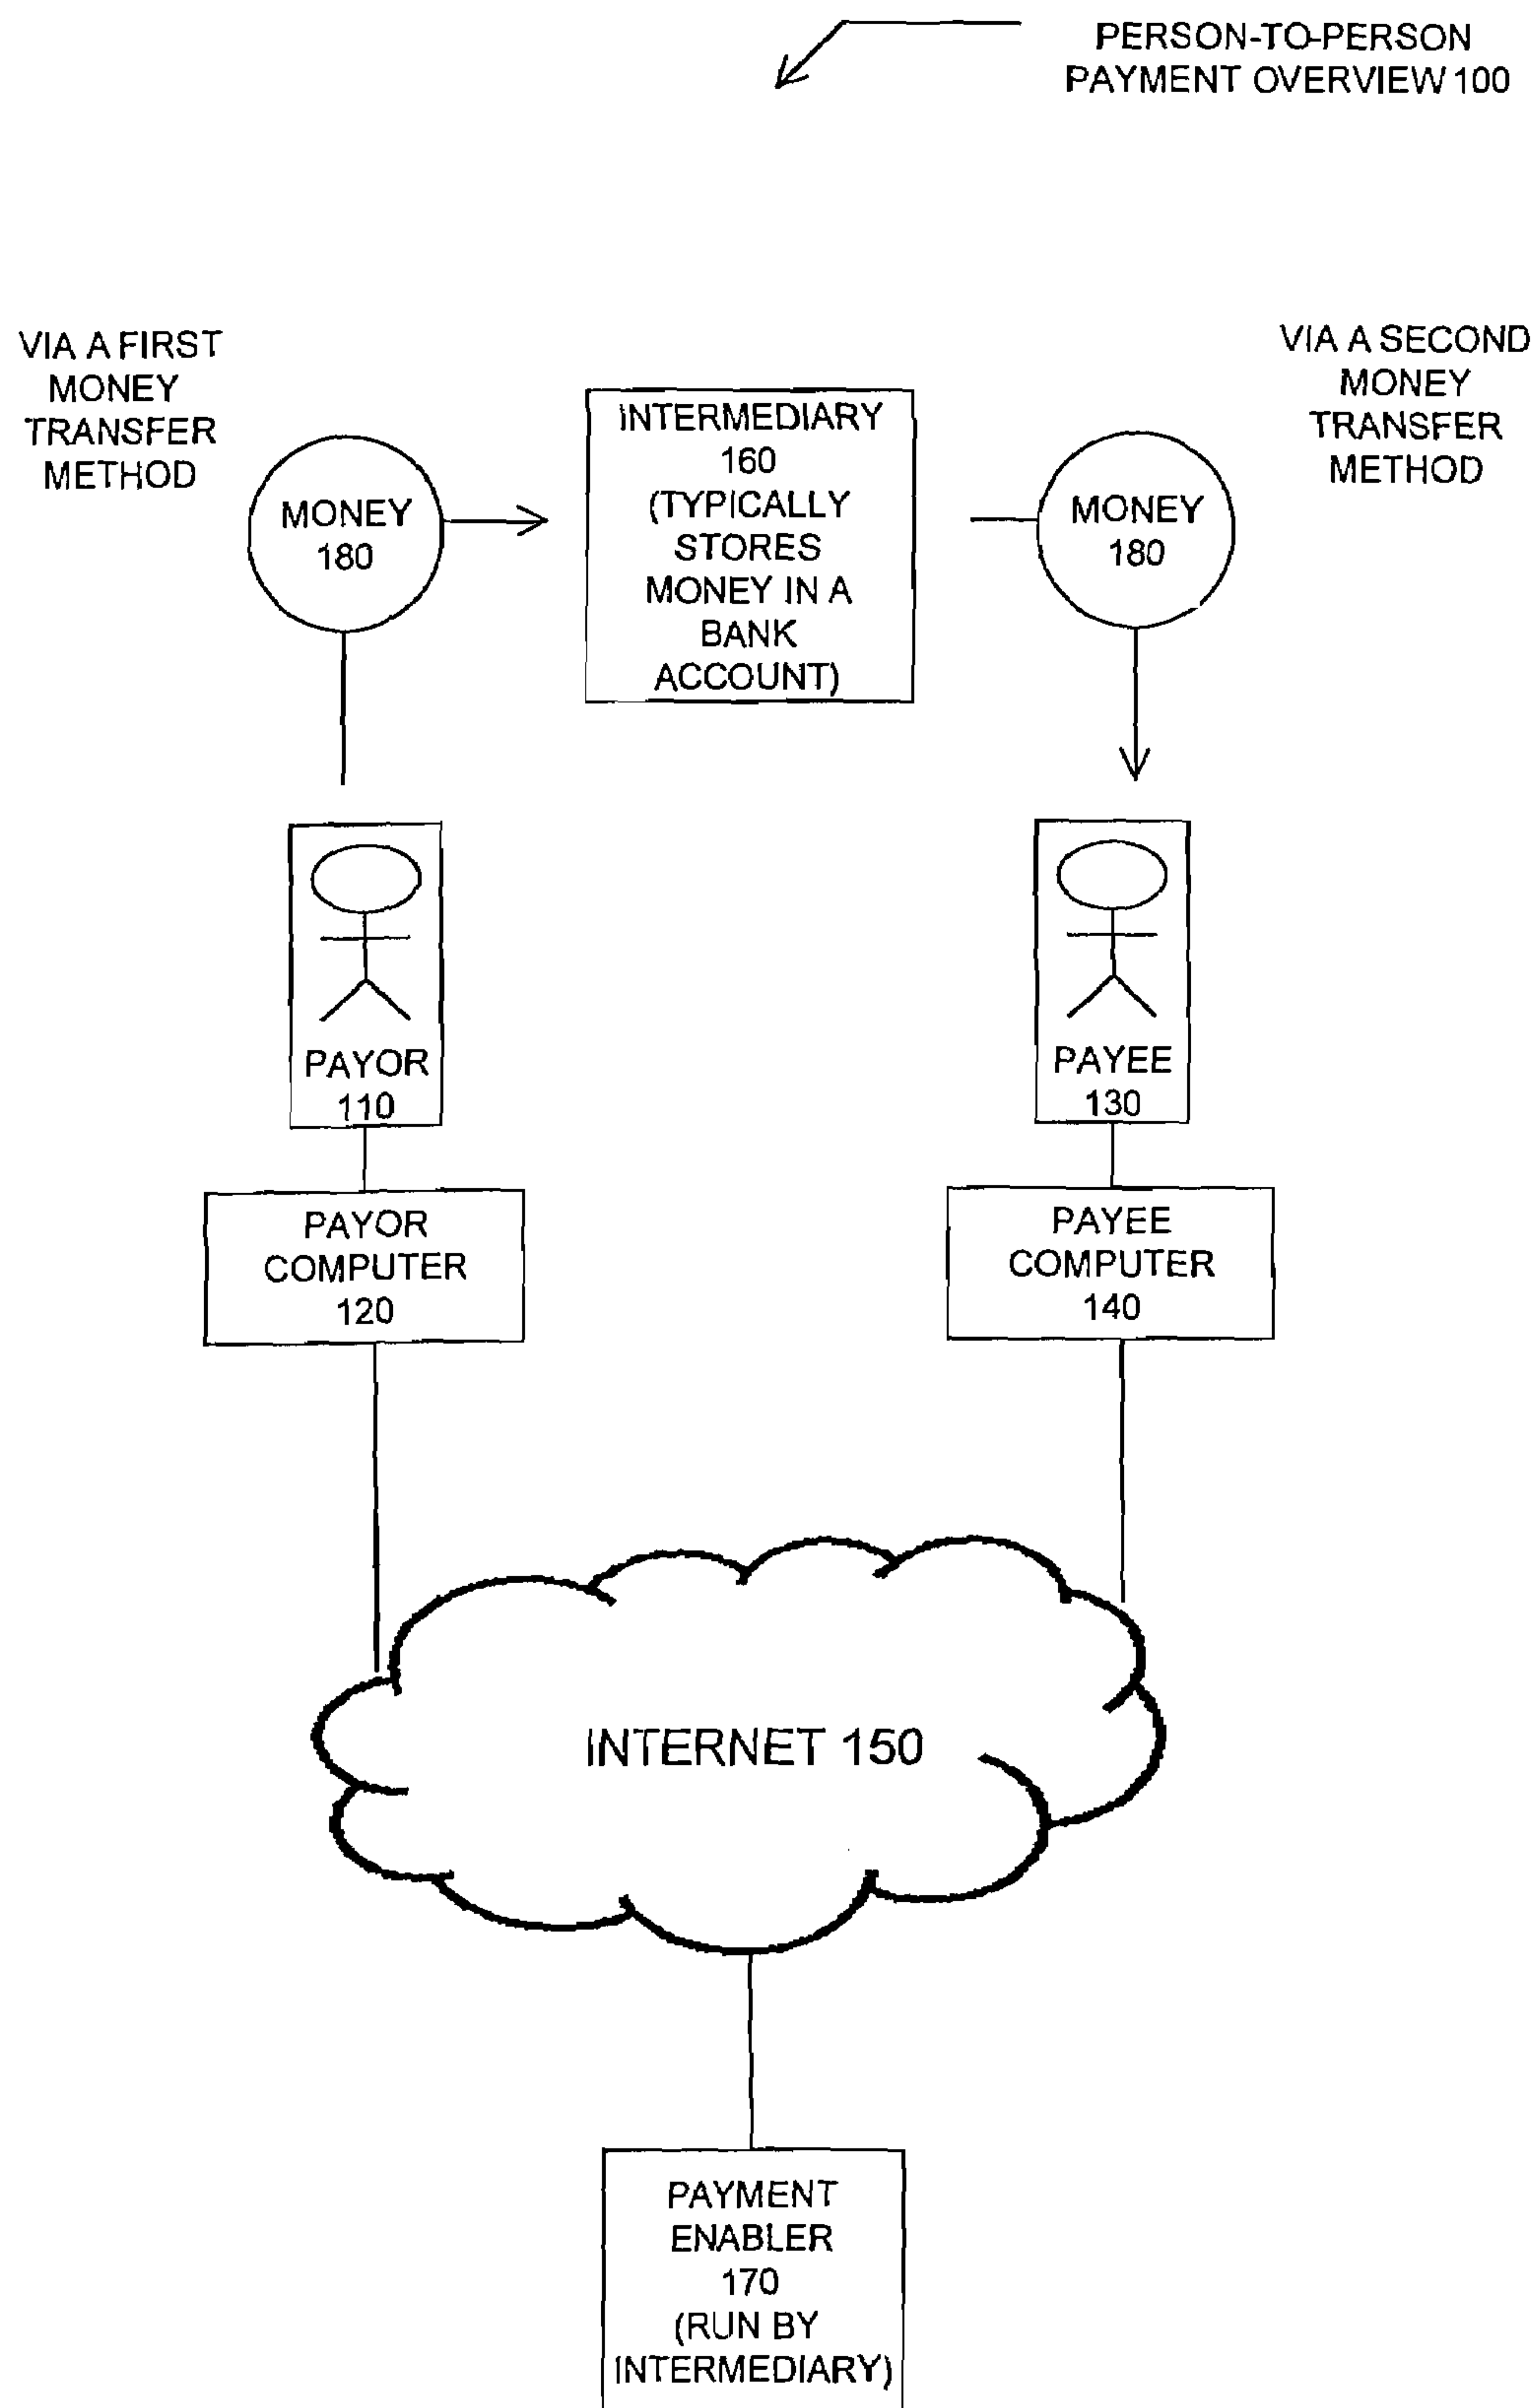 PERSON-TO-PERSON
PAYMENT OVERVIEW 100
VIA A FIRST
MONEY
TRANSFER
METHOD
MONEY
180
INTERMEDIARY
160
(TYPICALLY
STORES
MONEY IN A
BANK
ACCOUNT)
VIA A SECOND
MONEY
TRANSFER
METHOD
MONEY
180
PAYOR
110
PAYEE
130
PAYOR
COMPUTER
120
PAYEE
COMPUTER
140
INTERNET 150
PAYMENT
ENABLER
170
(RUN BY
INTERMEDIARY)